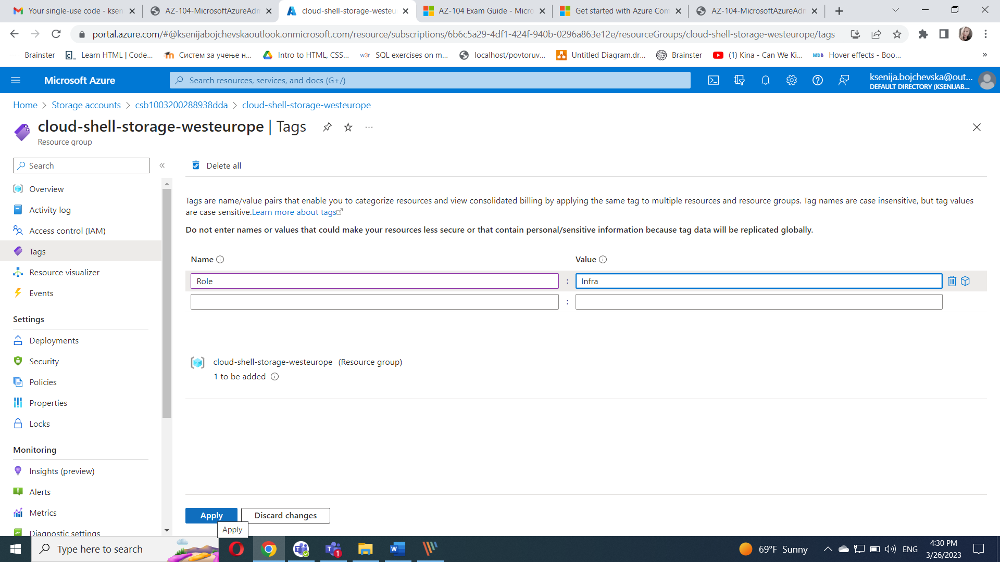 Your single-use code - ksen
AZ-104-MicrosoftAzureAdn
cloud-shell-storage-westeu
AZ-104 Exam Guide - Micro
Get started with Azure Com
AZ-104-MicrosoftAzureAdn
portal.azure.com/#@ksenijabojchevskaoutlook.onmicrosoft.com/resource/subscriptions/6b6c5a29-4df1-424f-940b-0296a863e12e/resourceGroups/cloud-shell-storage-westeurope/tags
Brainster
Learn HTML | Code...
Систем за учење н...
Intro to HTML, CSS...
w3r SQL exercises on m...
localhost/povtoruv...
Untitled Diagram.dr...
Brainster
(1) Kina - Can We Ki...
MDB Hover effects - Boo...
»
Microsoft Azure
Search resources, services, and docs (G+/)
ksenija.bojchevska@out...
DEFAULT DIRECTORY (KSENIJAB...
Home > Storage accounts > csb1003200288938dda > cloud-shell-storage-westeurope
cloud-shell-storage-westeurope | Tags
...
Resource group
Search
«
Delete all
Overview
Activity log
Access control (IAM)
Tags
Resource visualizer
Events
Settings
Deployments
Security
Policies
Properties
Locks
Monitoring
Insights (preview)
Alerts
Metrics
Diagnostic settings
Tags are name/value pairs that enable you to categorize resources and view consolidated billing by applying the same tag to multiple resources and resource groups. Tag names are case insensitive, but tag values
are case sensitive.Learn more about tags
Do not enter names or values that could make your resources less secure or that contain personal/sensitive information because tag data will be replicated globally.
Name
Value
Role : Infra
:
cloud-shell-storage-westeurope (Resource group)
1 to be added
Apply
Discard changes
Apply
Type here to search
1
69°F Sunny
ENG
4:30 PM
3/26/2023